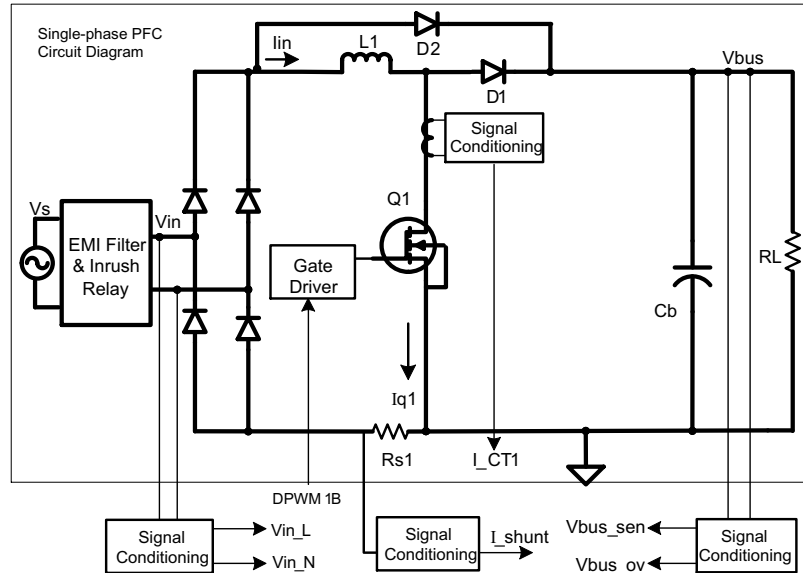 Single-phase PFC
Circuit Diagram
Iin
L1
D2
D1
Vbus
Signal
Conditioning
Q1
Vs
Vin
EMI Filter
& Inrush
Relay
Gate
Driver
RL
Cb
Iq1
Rs1
I_CT1
DPWM 1B
Signal
Conditioning
Vin_L
Vin_N
Signal
Conditioning
I_shunt
Vbus_sen
Vbus_ov
Signal
Conditioning